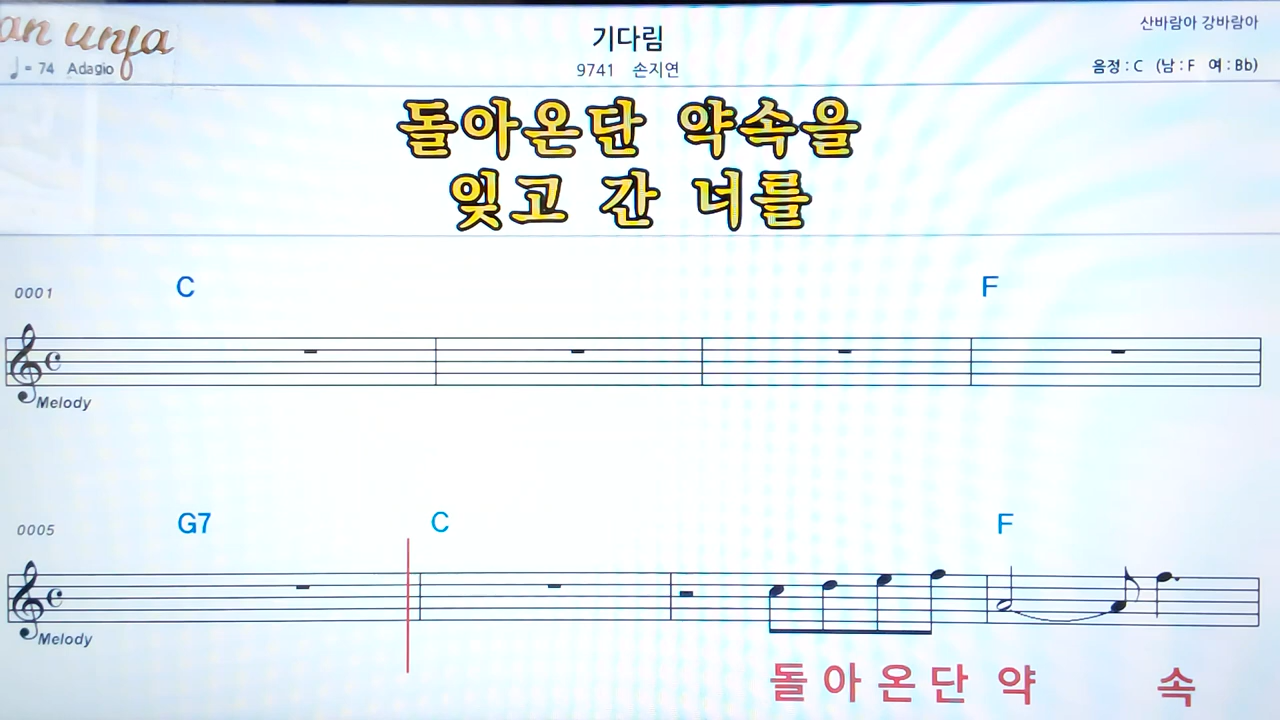 기다림
산바람아 강바람아
♩= 74 Adagio
9741 손지연
음정 : C (남 : F 여 : Bb)
돌아온단 약속을
잊고 간 너를
0001
C F
Melody
0005
G7 C F
Melody
돌 아 온 단 약 속